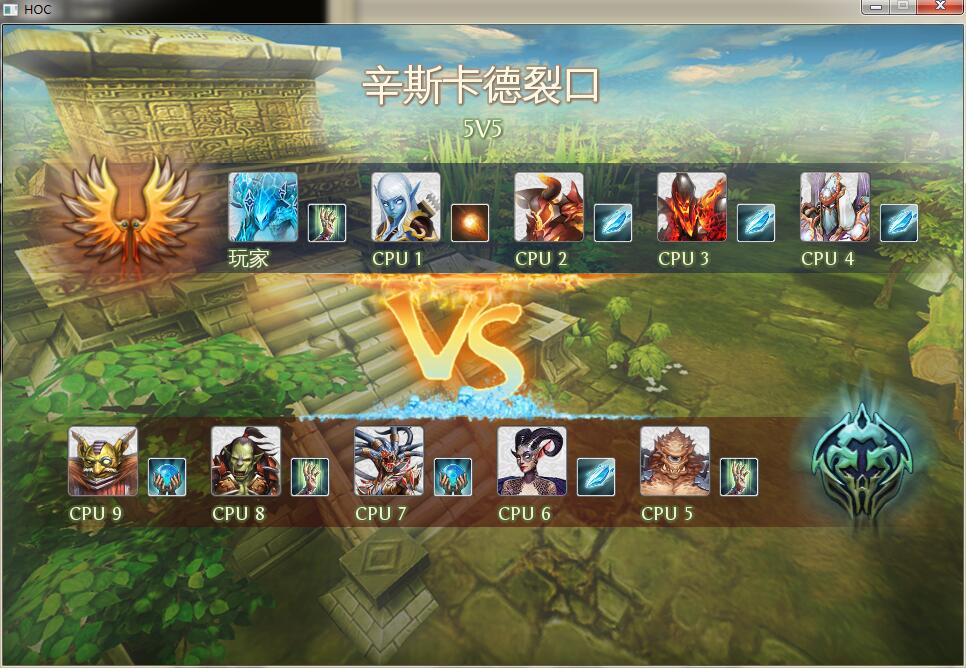 HOC
辛斯卡德裂口
5V5
玩家 CPU 1 CPU 2 CPU 3 CPU 4
VS
CPU 9 CPU 8 CPU 7 CPU 6 CPU 5